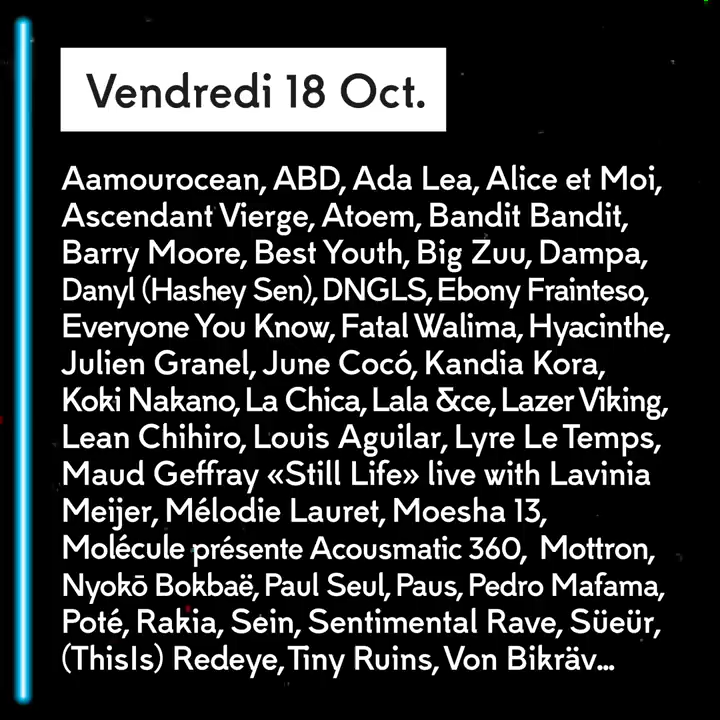 Vendredi 18 Oct.
Aamourocean, ABD, Ada Lea, Alice et Moi,
Ascendant Vierge, Atoem, Bandit Bandit,
Barry Moore, Best Youth, Big Zuu, Dampa,
Danyl (Hashey Sen), DNGLS, Ebony Frainteso,
Everyone You Know, Fatal Walima, Hyacinthe,
Julien Granel, June Cocó, Kandia Kora,
Koki Nakano, La Chica, Lala &ce, Lazer Viking,
Lean Chihiro, Louis Aguilar, Lyre Le Temps,
Maud Geffray «Still Life» live with Lavinia
Meijer, Mélodie Lauret, Moesha 13,
Molécule présente Acousmatic 360, Mottron,
Nyokō Bokbaë, Paul Seul, Paus, Pedro Mafama,
Poté, Rakia, Sein, Sentimental Rave, Süeür,
(ThisIs) Redeye, Tiny Ruins, Von Bikräv...